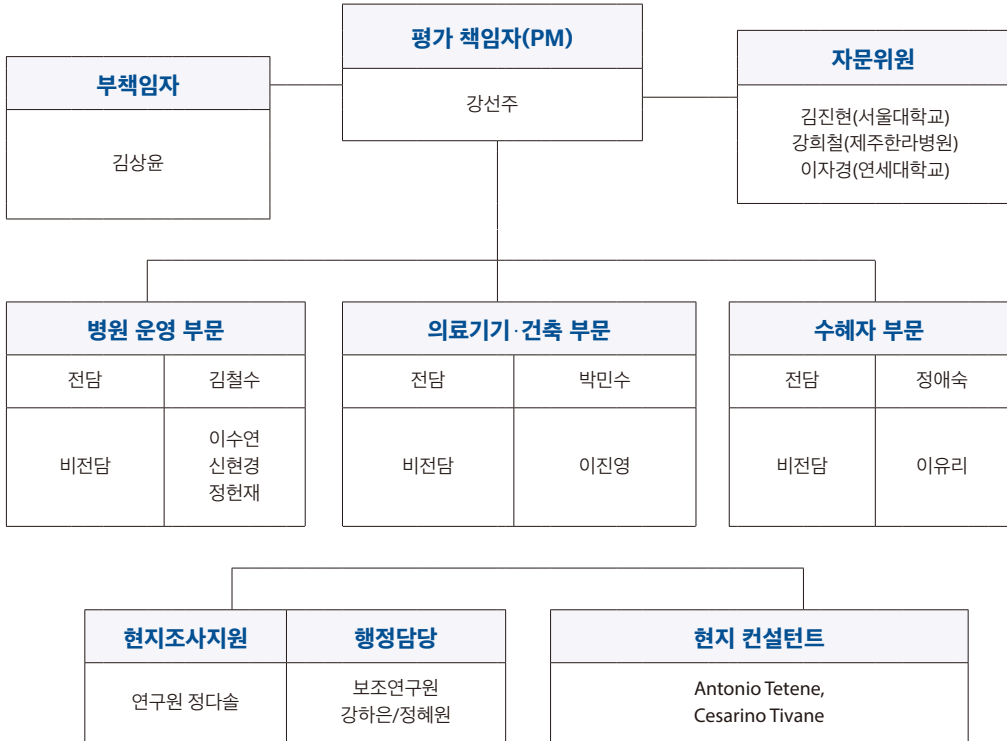 평가 책임자(PM)
강선주
부책임자
김상윤
자문위원
김진현(서울대학교)
강희철(제주한라병원)
이자경(연세대학교)
병원 운영 부문
전담
김철수
비전담
이수연
신현경
정헌재
의료기기·건축 부문
전담
박민수
비전담
이진영
수혜자 부문
전담
정애숙
비전담
이유리
현지조사지원
연구원 정다솔
행정담당
보조연구원
강하은/정혜원
현지 컨설턴트
Antonio Tetene,
Cesarino Tivane